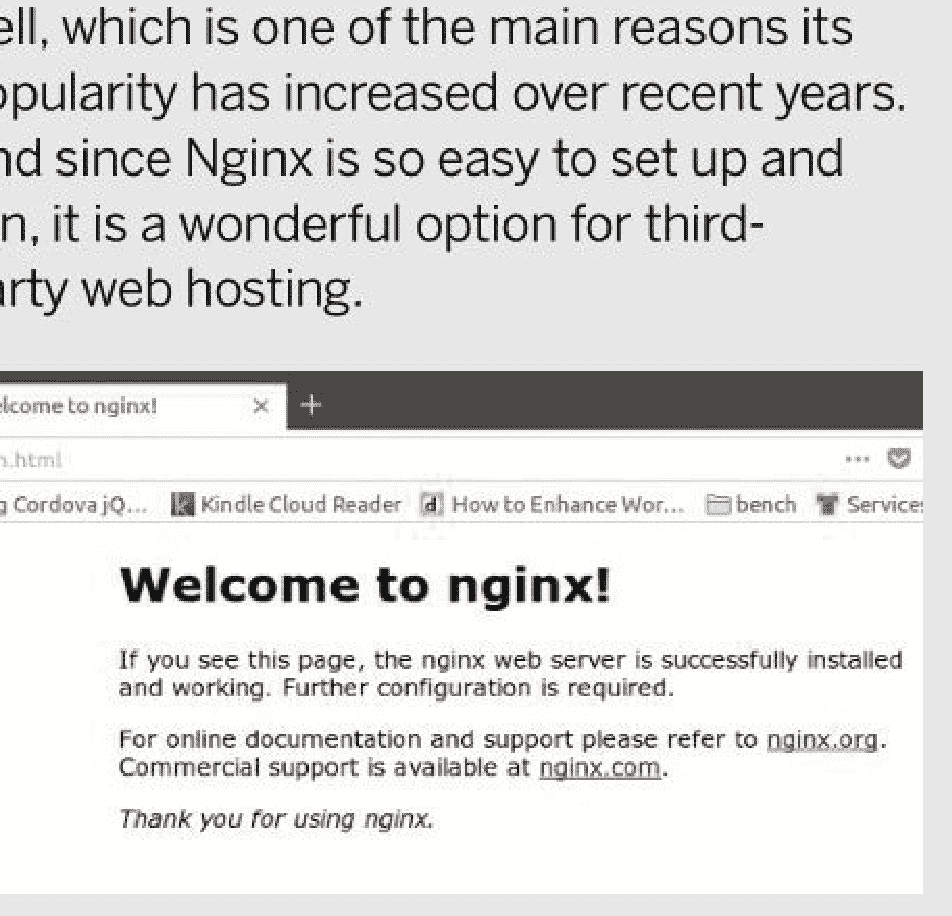 ell, which is one of the main reasons its
opularity has increased over recent years.
nd since Nginx is so easy to set up and
n, it is a wonderful option for third-
arty web hosting.
elcome to nginx!
n.html
g Cordova jQ...
Kindle Cloud Reader
How to Enhance Wor...
bench
Services
Welcome to nginx!
If you see this page, the nginx web server is successfully installed
and working. Further configuration is required.
For online documentation and support please refer to nginx.org.
Commercial support is available at nginx.com.
Thank you for using nginx.